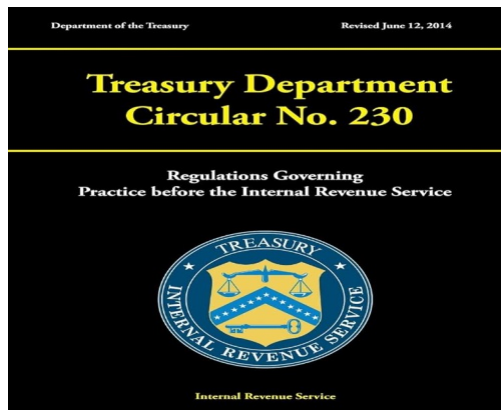 Department of the Treasury Revised June 12, 2014
Treasury Department
Circular No. 230
Regulations Governing
Practice before the Internal Revenue Service
TREASURY
INTERNAL REVENUE SERVICE
Internal Revenue Service